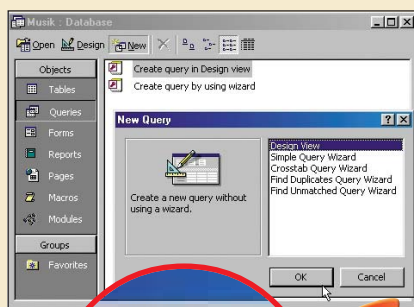 Musik : Database
Open Design New
Objects
Tables
Queries
Forms
Reports
Pages
Macros
Modules
Groups
Favorites
Create query in Design view
Create query by using wizard
New Query
Create a new query without
using a wizard.
Design View
Simple Query Wizard
Crosstab Query Wizard
Find Duplicates Query Wizard
Find Unmatched Query Wizard
OK Cancel